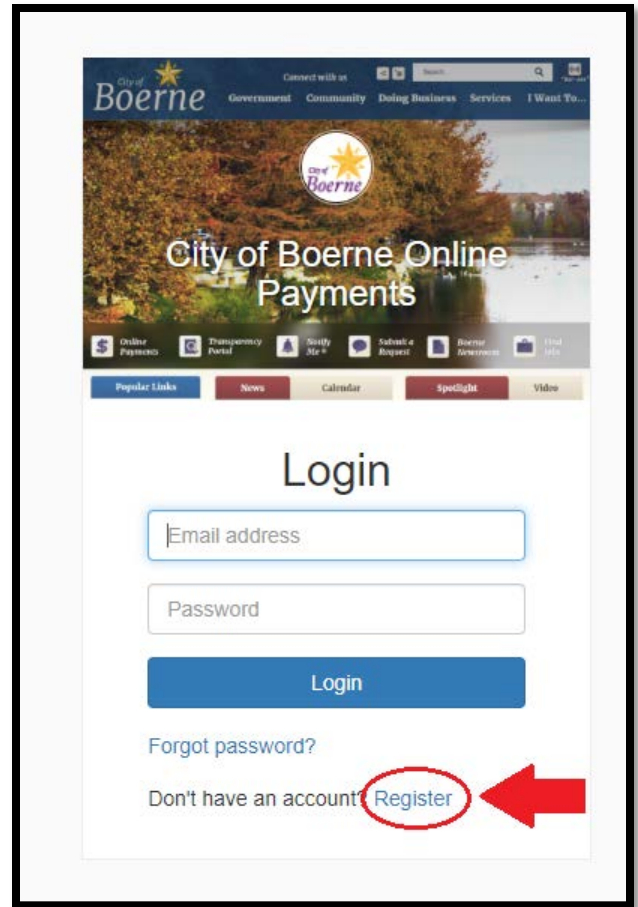 City of
Boerne
Connect with us
Search...
Government Community Doing Business Services I Want To...
City of
Boerne
City of Boerne Online
Payments
Online
Payments
Transparency
Portal
Notify
Me®
Submit a
Request
Boerne
Newsroom
Find
Jobs
Popular Links News Calendar Spotlight Video
Login
Email address
Password
Login
Forgot password?
Don't have an account? Register